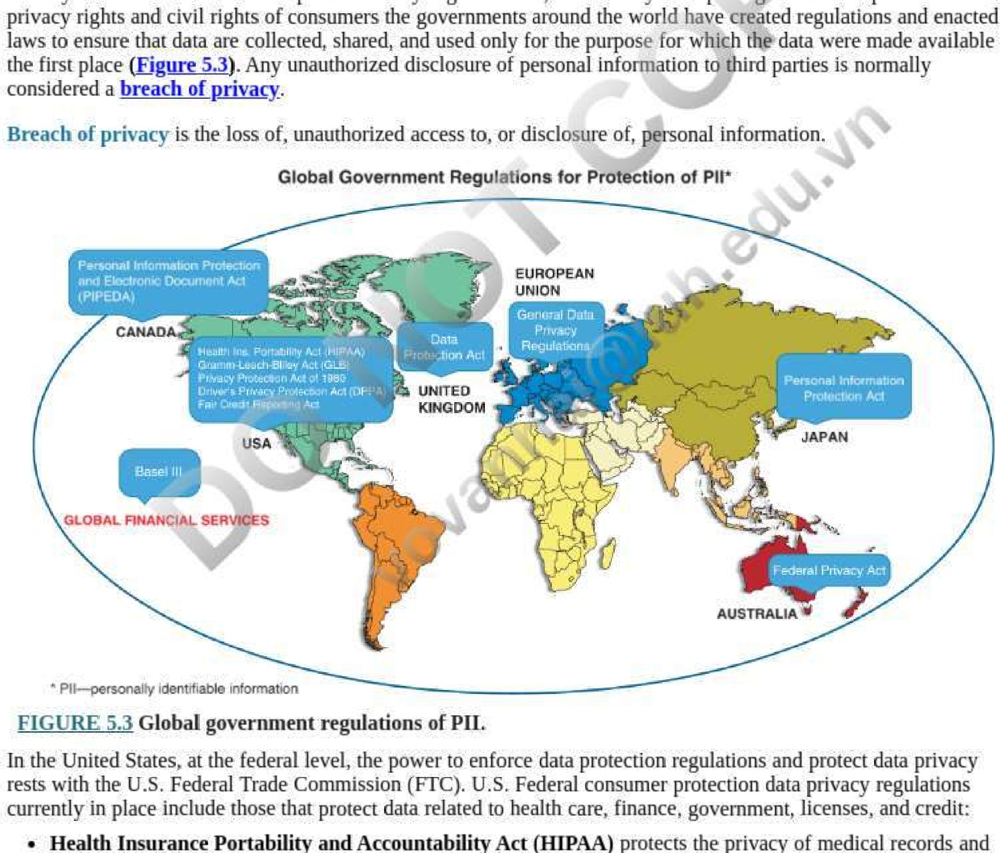 privacy rights and civil rights of consumers the governments around the world have created regulations and enacted
laws to ensure that data are collected, shared, and used only for the purpose for which the data were made available
the first place (Figure 5.3). Any unauthorized disclosure of personal information to third parties is normally
considered a breach of privacy.
Breach of privacy is the loss of, unauthorized access to, or disclosure of, personal information.
Global Government Regulations for Protection of PII*
Personal Information Protection
and Electronic Document Act
(PIPEDA)
CANADA
Health Ins. Portability Act (HIPAA)
Gramm-Leach-Bliley Act (GLB)
Privacy Protection Act of 1980
Driver's Privacy Protection Act (DPPA)
Fair Credit Reporting Act
USA
Data
Protection Act
UNITED
KINGDOM
EUROPEAN
UNION
General Data
Privacy
Regulations
Personal Information
Protection Act
JAPAN
Basel III
GLOBAL FINANCIAL SERVICES
Federal Privacy Act
AUSTRALIA
* PII—personally identifiable information
FIGURE 5.3 Global government regulations of PII.
In the United States, at the federal level, the power to enforce data protection regulations and protect data privacy
rests with the U.S. Federal Trade Commission (FTC). U.S. Federal consumer protection data privacy regulations
currently in place include those that protect data related to health care, finance, government, licenses, and credit:
• Health Insurance Portability and Accountability Act (HIPAA) protects the privacy of medical records and
DO NOT